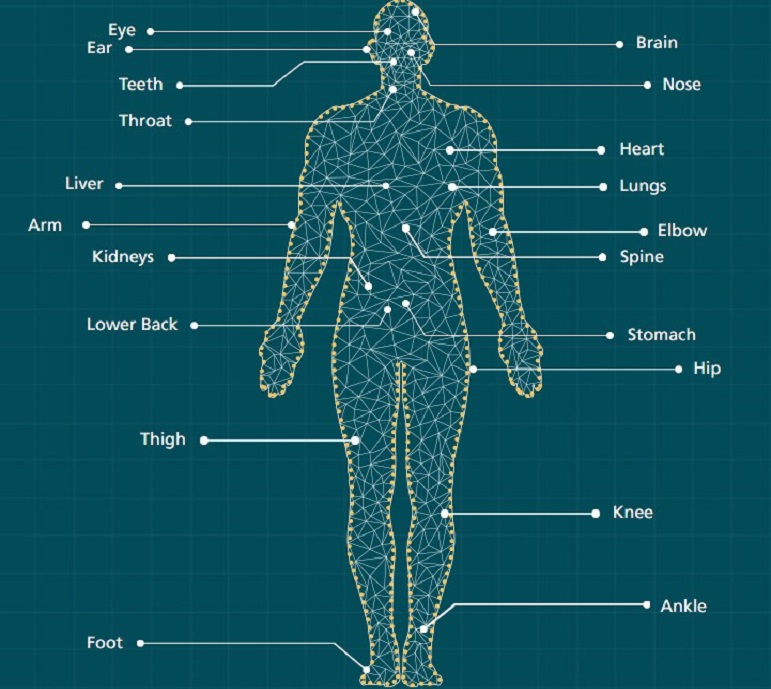 Eye
Brain
Ear
Teeth
Nose
Throat
Heart
Liver
Lungs
Arm
Elbow
Kidneys
Spine
Lower Back
Stomach
Hip
Thigh
Knee
Ankle
Foot